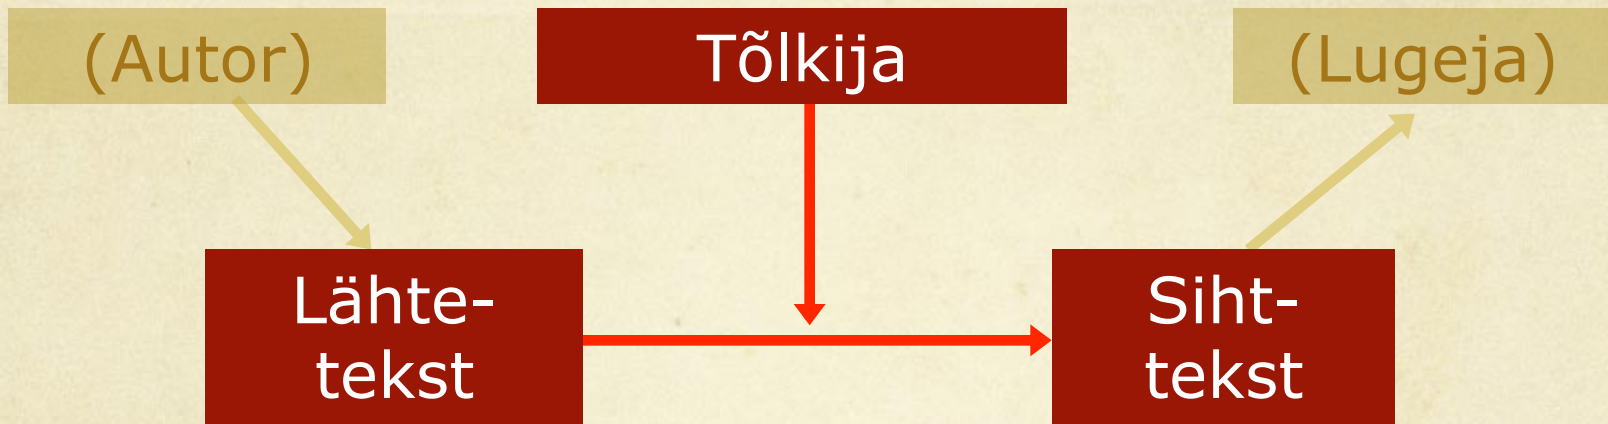 (Autor)
Tõlkija
(Lugeja)
Lähte-
tekst
Siht-
tekst